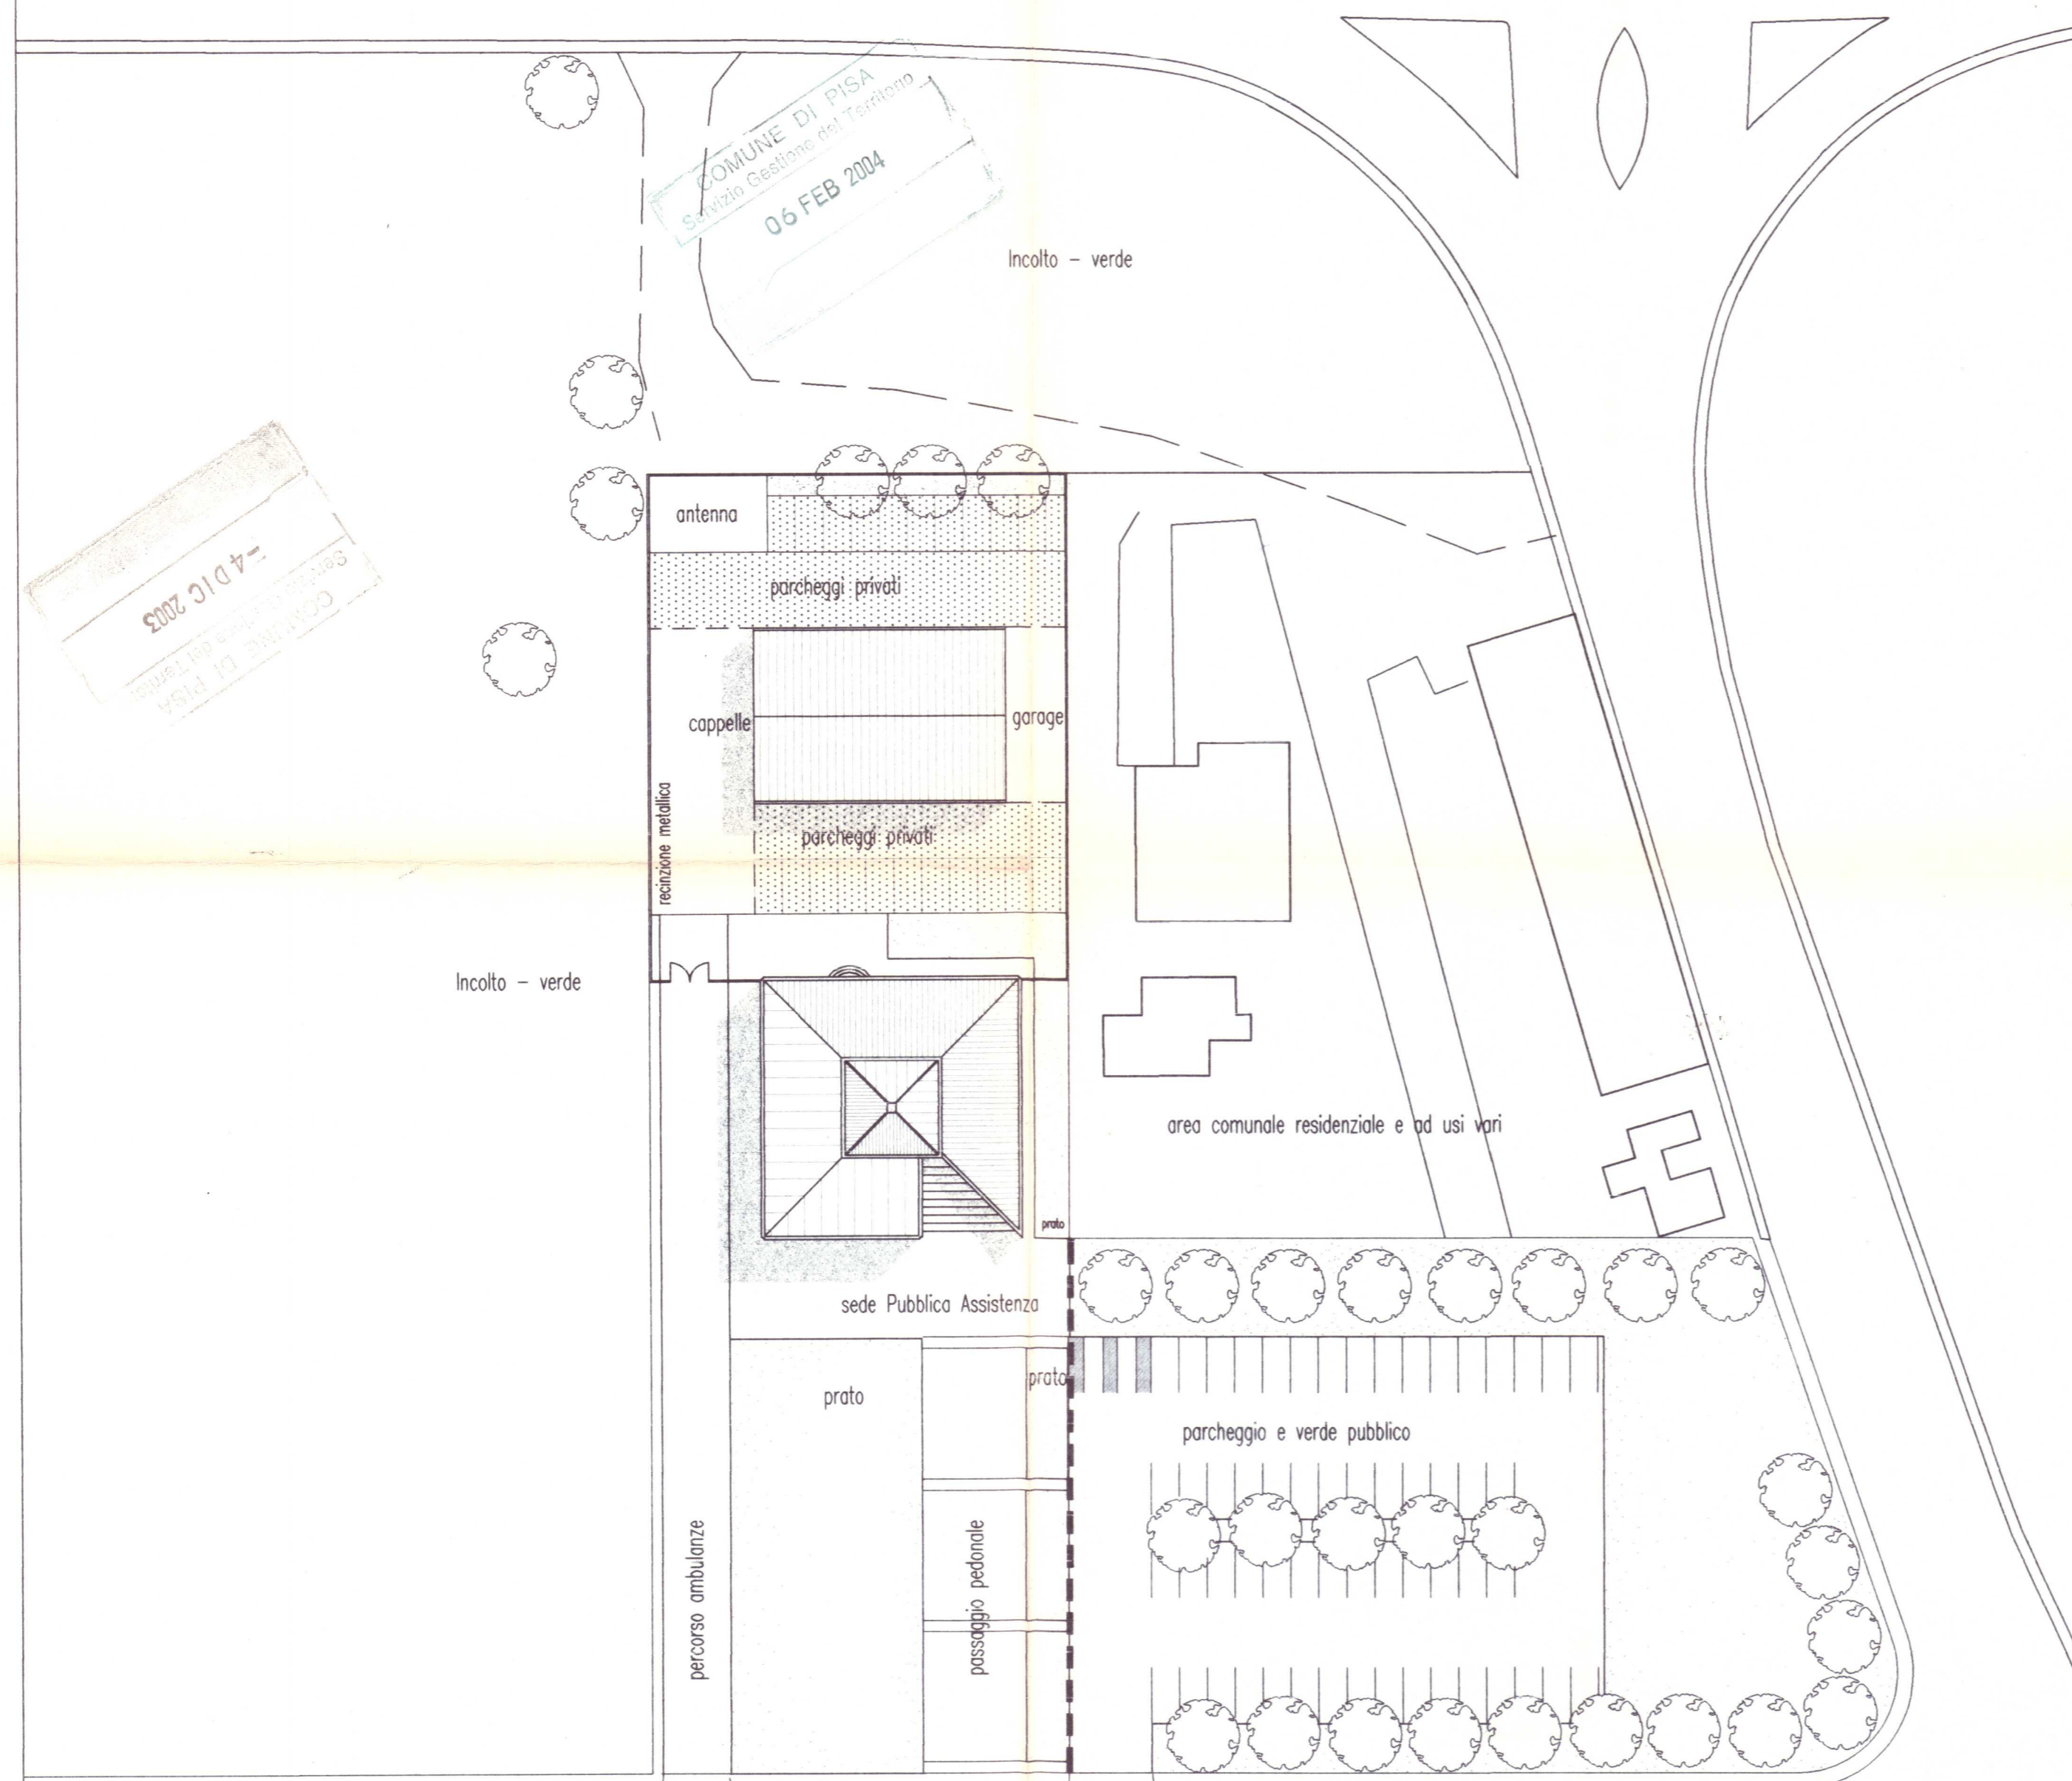 COMUNE DI PISA
Servizio Gestione del Territorio
06 FEB 2004
Incolto - verde
antenna
parcheggi privati
-4 DIC 2003
COMUNE DI PISA
cappelle
garage
recinzione metallica
parcheggi privati
Incolto - verde
area comunale residenziale e ad usi vari
prato
sede Pubblica Assistenza
prato
prato
parcheggio e verde pubblico
percorso ambulanze
passaggio pedonale